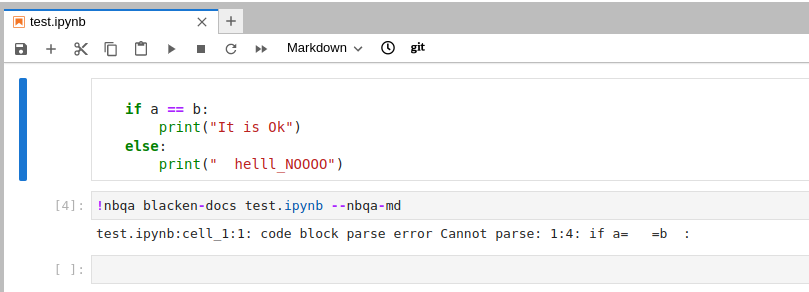 test.ipynb
Markdown git
if a == b:
print("It is Ok")
else:
print("  helll_NOOOO")
[4]: !nbqa blacken-docs test.ipynb --nbqa-md
test.ipynb:cell_1:1: code block parse error Cannot parse: 1:4: if a=   =b  :
[ ]: